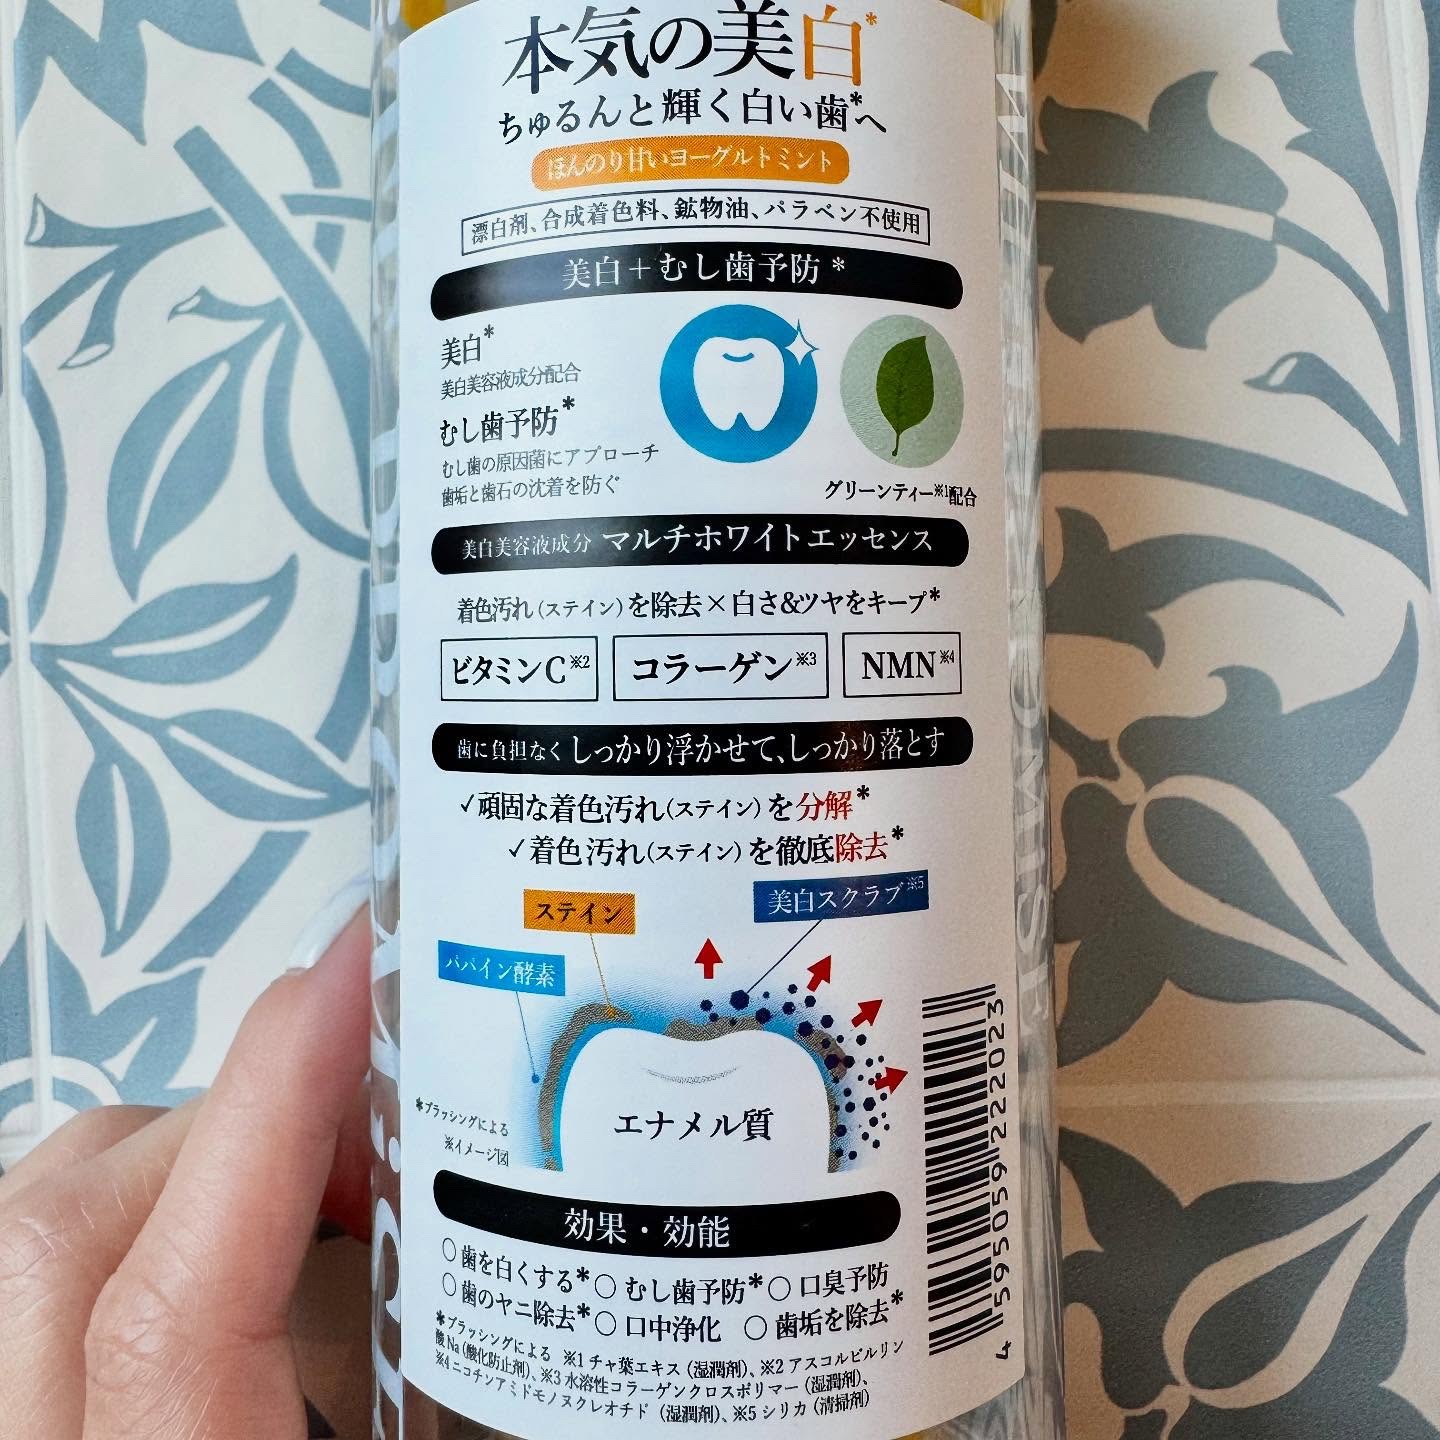 本気の美白*
ちゅるんと輝く白い歯*へ
ほんのり甘いヨーグルトミント
漂白剤、合成着色料、鉱物油、パラベン不使用
美白+むし歯予防*
美白*
美白美容液成分配合
むし歯予防*
むし歯の原因菌にアプローチ
歯垢と歯石の沈着を防ぐ
グリーンティー※1配合
美白美容液成分 マルチホワイトエッセンス
着色汚れ(ステイン)を除去×白さ&ツヤをキープ*
ビタミンC※2 コラーゲン※3 NMN※4
歯に負担なく しっかり浮かせて、しっかり落とす
✓頑固な着色汚れ(ステイン)を分解*
✓着色汚れ(ステイン)を徹底除去*
美白スクラブ※5
ステイン
パパイン酵素
エナメル質
*ブラッシングによる
※イメージ図
効果・効能
○歯を白くする* ○むし歯予防* ○口臭予防
○歯のヤニ除去* ○口中浄化 ○歯垢を除去*
*ブラッシングによる ※1 チャ葉エキス(湿潤剤)、※2 アスコルビルリン
酸Na(酸化防止剤)、※3 水溶性コラーゲンクロスポリマー(湿潤剤)、
※4 ニコチンアミドモノヌクレオチド(湿潤剤)、※5 シリカ(清掃剤)
4 595059 222023